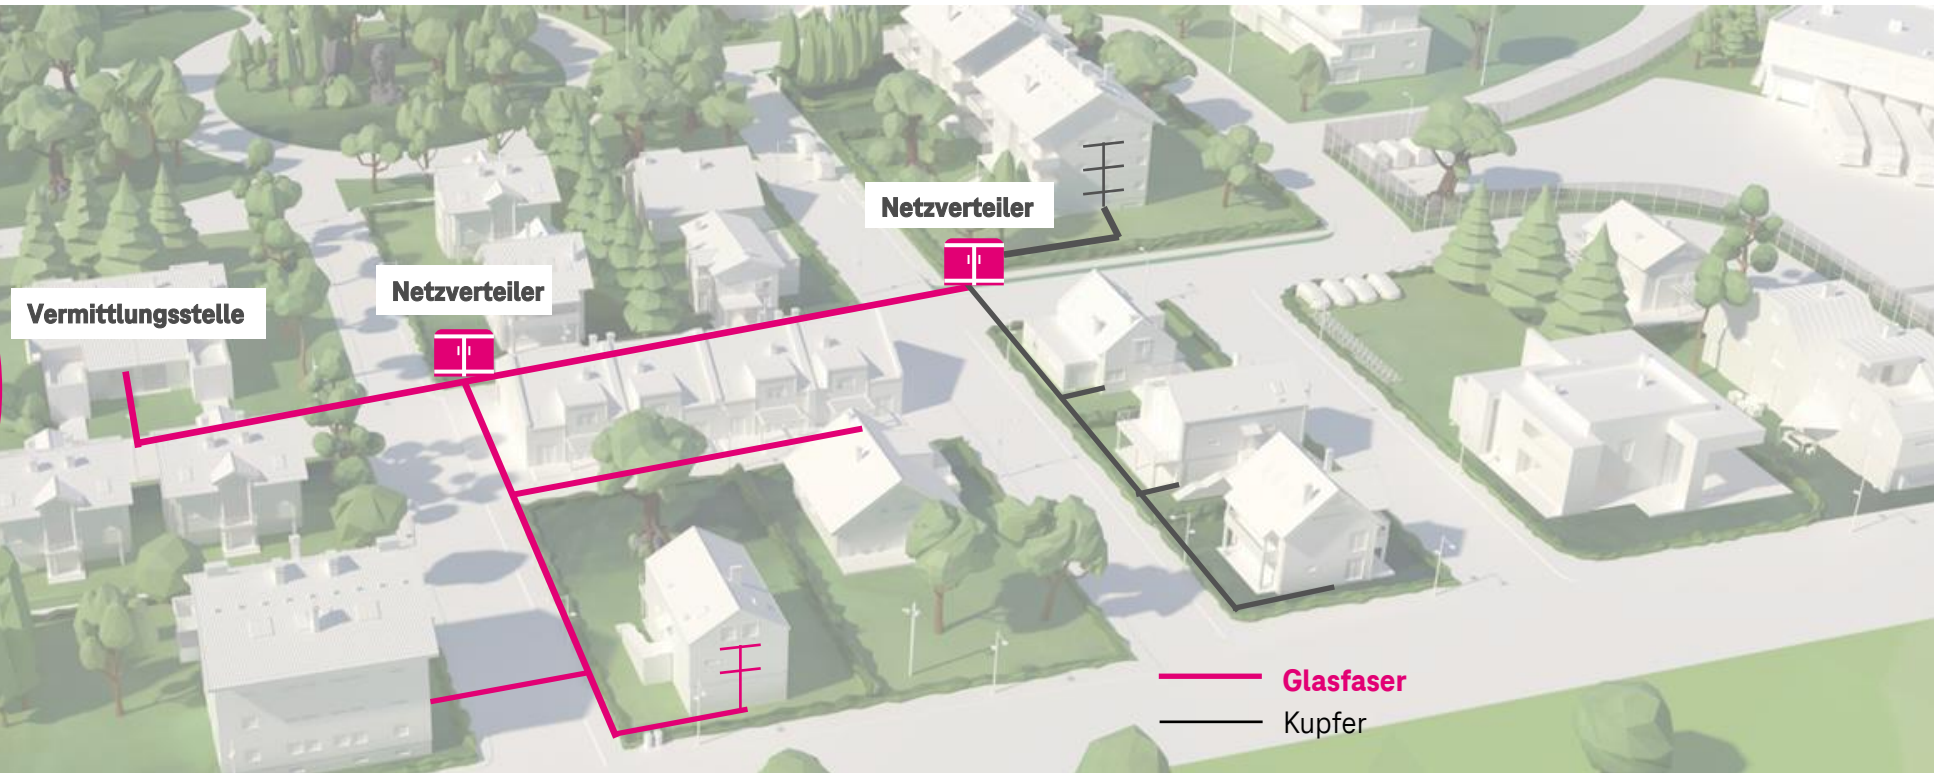 Netzverteiler
Netzverteiler
Vermittlungsstelle
Glasfaser
Kupfer